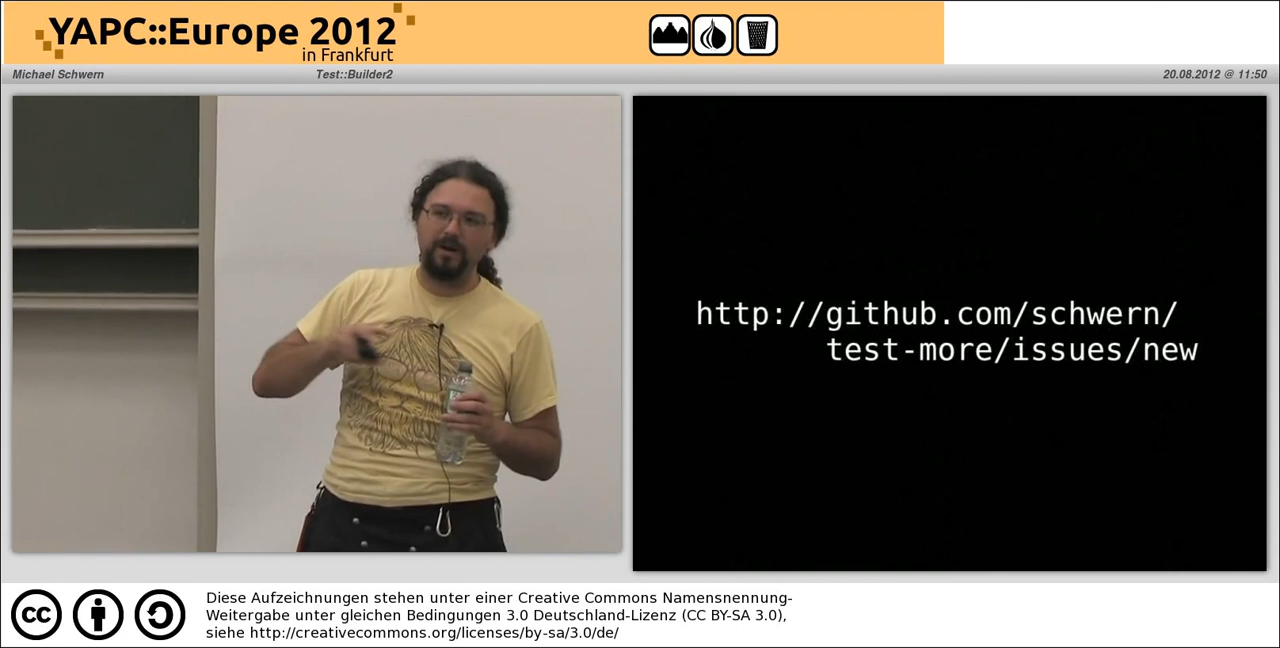 YAPC::Europe 2012
in Frankfurt
Michael Schwern Test::Builder2 20.08.2012 @ 11:50
http://github.com/schwern/
test-more/issues/new
cc
Diese Aufzeichnungen stehen unter einer Creative Commons Namensnennung-
Weitergabe unter gleichen Bedingungen 3.0 Deutschland-Lizenz (CC BY-SA 3.0),
siehe http://creativecommons.org/licenses/by-sa/3.0/de/